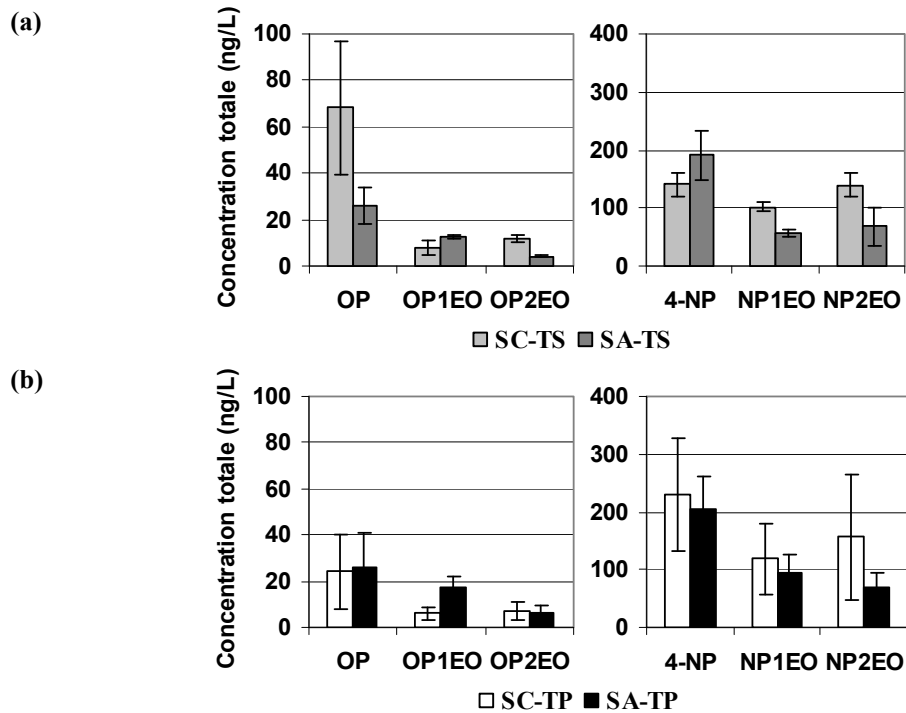 (a)
Concentration totale (ng/L)
100
80
60
40
20
0
OP OP1EO OP2EO
400
300
200
100
0
4-NP NP1EO NP2EO
SC-TS SA-TS
(b)
Concentration totale (ng/L)
100
80
60
40
20
0
OP OP1EO OP2EO
400
300
200
100
0
4-NP NP1EO NP2EO
SC-TP SA-TP